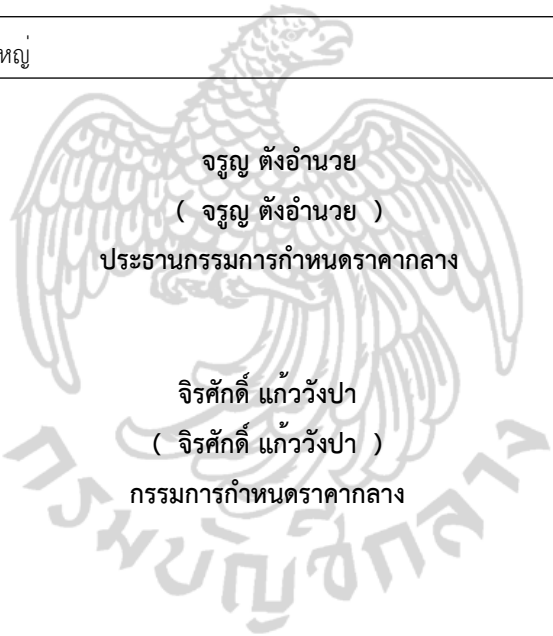 หญ่
จรูญ ตังอำนวย
( จรูญ ตังอำนวย )
ประธานกรรมการกำหนดราคากลาง
จิรศักดิ์ แก้ววังปา
( จิรศักดิ์ แก้ววังปา )
กรรมการกำหนดราคากลาง
กรมบัญชีกลาง